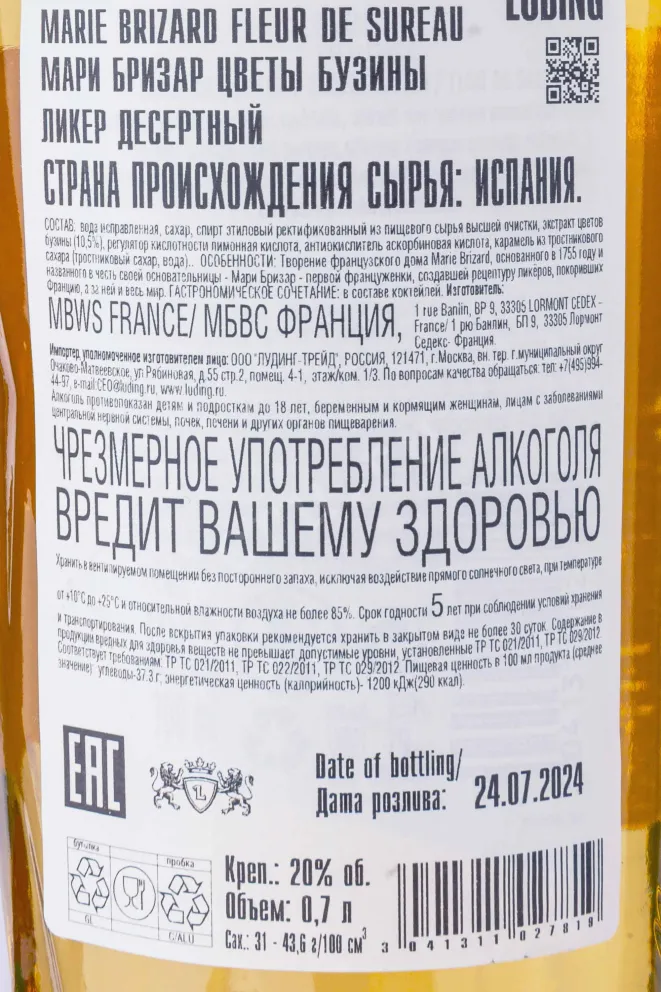 LUDING
MARIE BRIZARD FLEUR DE SUREAU
МАРИ БРИЗАР ЦВЕТЫ БУЗИНЫ
ЛИКЕР ДЕСЕРТНЫЙ
СТРАНА ПРОИСХОЖДЕНИЯ СЫРЬЯ: ИСПАНИЯ.
СОСТАВ: вода исправленная, сахар, спирт этиловый ректификованный из пищевого сырья высшей очистки, экстракт цветов
бузины (10,5%), регулятор кислотности лимонная кислота, антиокислитель аскорбиновая кислота, карамель из тростникового
сахара (тростниковый сахар, вода).. ОСОБЕННОСТИ: Творение французского дома Marie Brizard, основанного в 1755 году и
названного в честь своей основательницы - Мари Бризар - первой француженки, создавшей рецептуру ликёров, покоривших
Францию, а за ней и весь мир. ГАСТРОНОМИЧЕСКОЕ СОЧЕТАНИЕ: в составе коктейлей. Изготовитель:
MBWS FRANCE/ МБВС ФРАНЦИЯ,
1 rue Banlin, BP 9, 33305 LORMONT CEDEX -
France/ 1 рю Банлин, БП 9, 33305 Лормонт
Седекс- Франция.
Импортер, уполномоченное изготовителем лицо: ООО "ЛУДИНГ-ТРЕЙД", РОССИЯ, 121471, г.Москва, вн. тер. г.муниципальный округ
Очаково-Матвеевское, ул Рябиновая, д.55 стр.2, помещ. 4-1, этаж/ком. 1/3. По вопросам качества обращаться: тел: +7(495)994-
44-97, e-mail:CEO@luding.ru, www.luding.ru.
Алкоголь противопоказан детям и подросткам до 18 лет, беременным и кормящим женщинам, лицам с заболеваниями
центральной нервной системы, почек, печени и других органов пищеварения.
ЧРЕЗМЕРНОЕ УПОТРЕБЛЕНИЕ АЛКОГОЛЯ
ВРЕДИТ ВАШЕМУ ЗДОРОВЬЮ
Хранить в вентилируемом помещении без постороннего запаха, исключая воздействие прямого солнечного света, при температуре
от +10°С до +25°С и относительной влажности воздуха не более 85%. Срок годности 5 лет при соблюдении условий хранения
и транспортирования. После вскрытия упаковки рекомендуется хранить в закрытом виде не более 30 суток. Содержание в
продукции вредных для здоровья веществ не превышает допустимые уровни, установленные ТР ТС 021/2011, ТР ТС 029/2012.
Соответствует требованиям: ТР ТС 021/2011, ТР ТС 022/2011, ТР ТС 029/2012. Пищевая ценность в 100 мл продукта (среднее
значение): углеводы-37.3 г; энергетическая ценность (калорийность)- 1200 кДж(290 ккал).
EAC
L
Date of bottling/
Дата розлива:
24.07.2024
бутылка
пробка
GL
C/ALU
Креп.: 20% об.
Объем: 0,7 л
Сах.: 31 - 43,6 г/100 см³
3 041311 027819